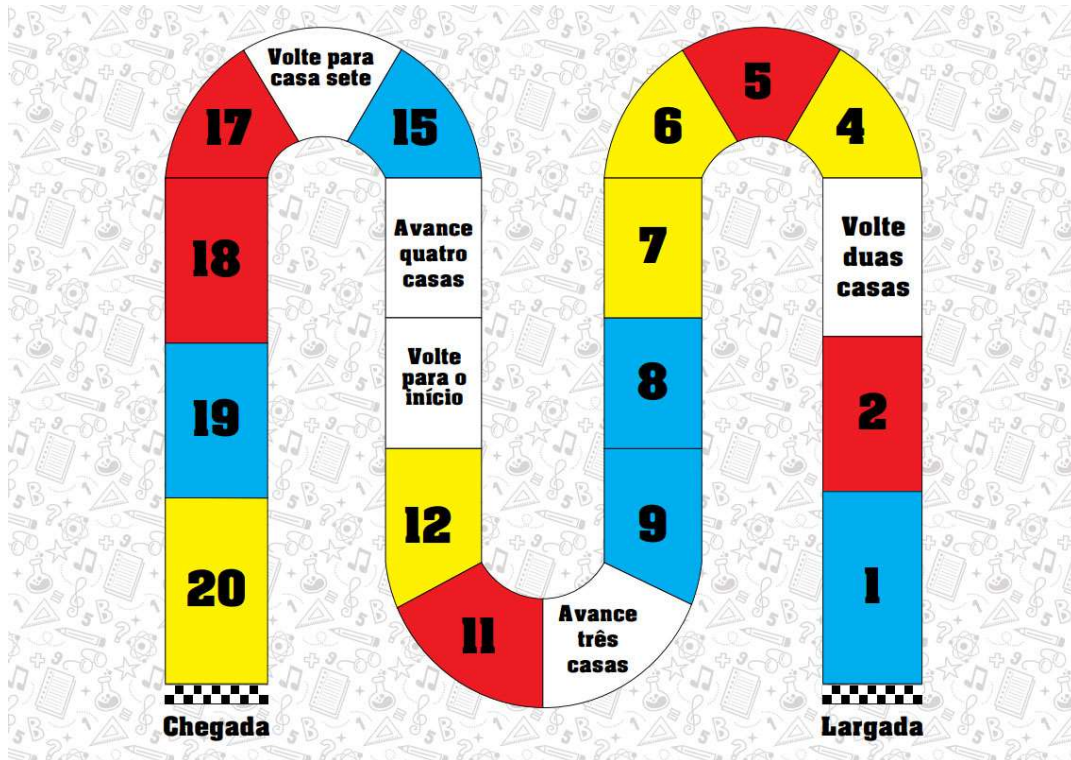 Volte para
casa sete
17
15
6
5
4
18
Avance
quatro
casas
7
Volte
duas
casas
19
Volte
para o
início
8
2
20
12
9
1
11
Avance
três
casas
Chegada
Largada